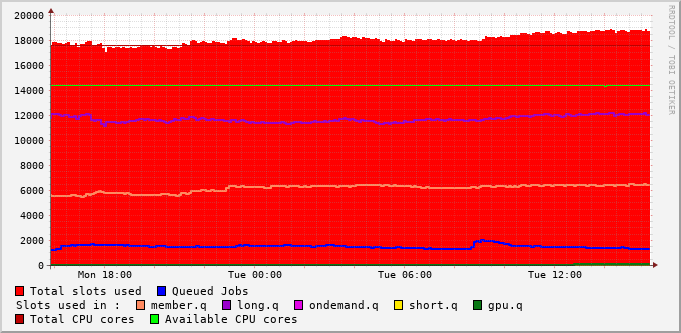 20000
18000
16000
14000
12000
10000
8000
6000
4000
2000
0
Mon 18:00 Tue 00:00 Tue 06:00 Tue 12:00
RRDTOOL / TOBI OETIKER
Total slots used Queued Jobs
Slots used in : member.q long.q ondemand.q short.q gpu.q
Total CPU cores Available CPU cores